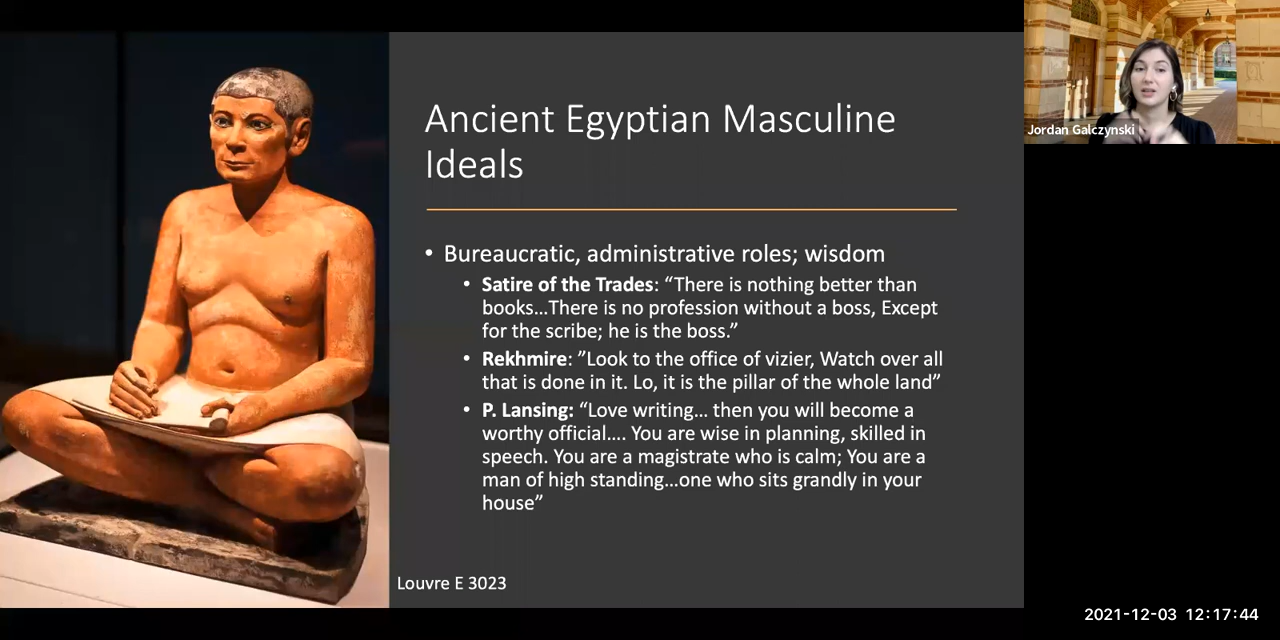 Ancient Egyptian Masculine
Ideals
• Bureaucratic, administrative roles; wisdom
• Satire of the Trades: “There is nothing better than
books…There is no profession without a boss, Except
for the scribe; he is the boss.”
• Rekhmire: ”Look to the office of vizier, Watch over all
that is done in it. Lo, it is the pillar of the whole land”
• P. Lansing: “Love writing… then you will become a
worthy official…. You are wise in planning, skilled in
speech. You are a magistrate who is calm; You are a
man of high standing…one who sits grandly in your
house”
Louvre E 3023
Jordan Galczynski
2021-12-03 12:17:44